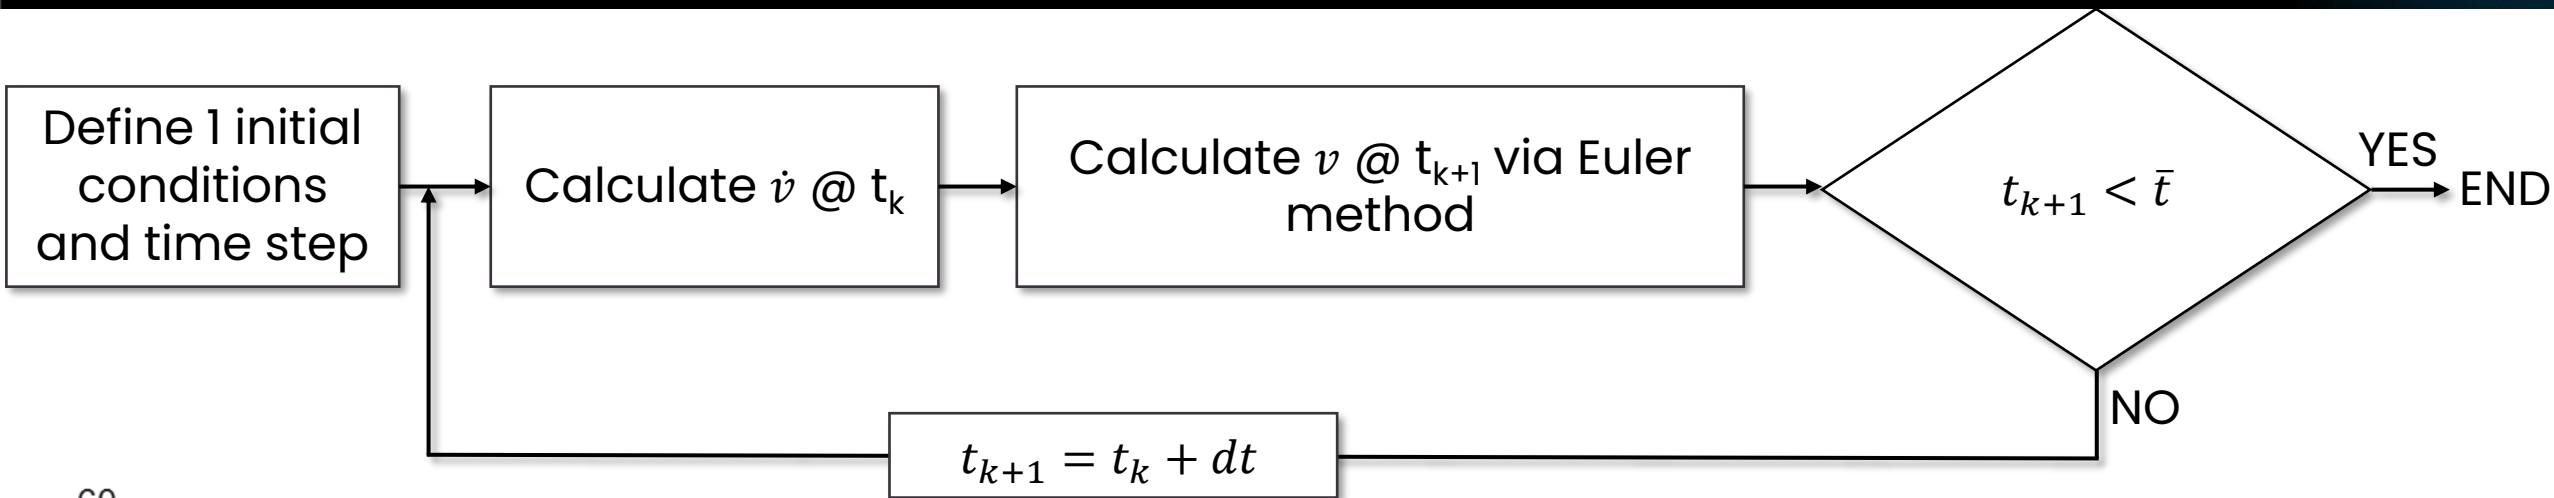 Define 1 initial
conditions
and time step
Calculate v̇ @ tₖ
Calculate v @ tₖ₊₁ via Euler
method
tₖ₊₁ < t̄
YES
END
NO
tₖ₊₁ = tₖ + dt